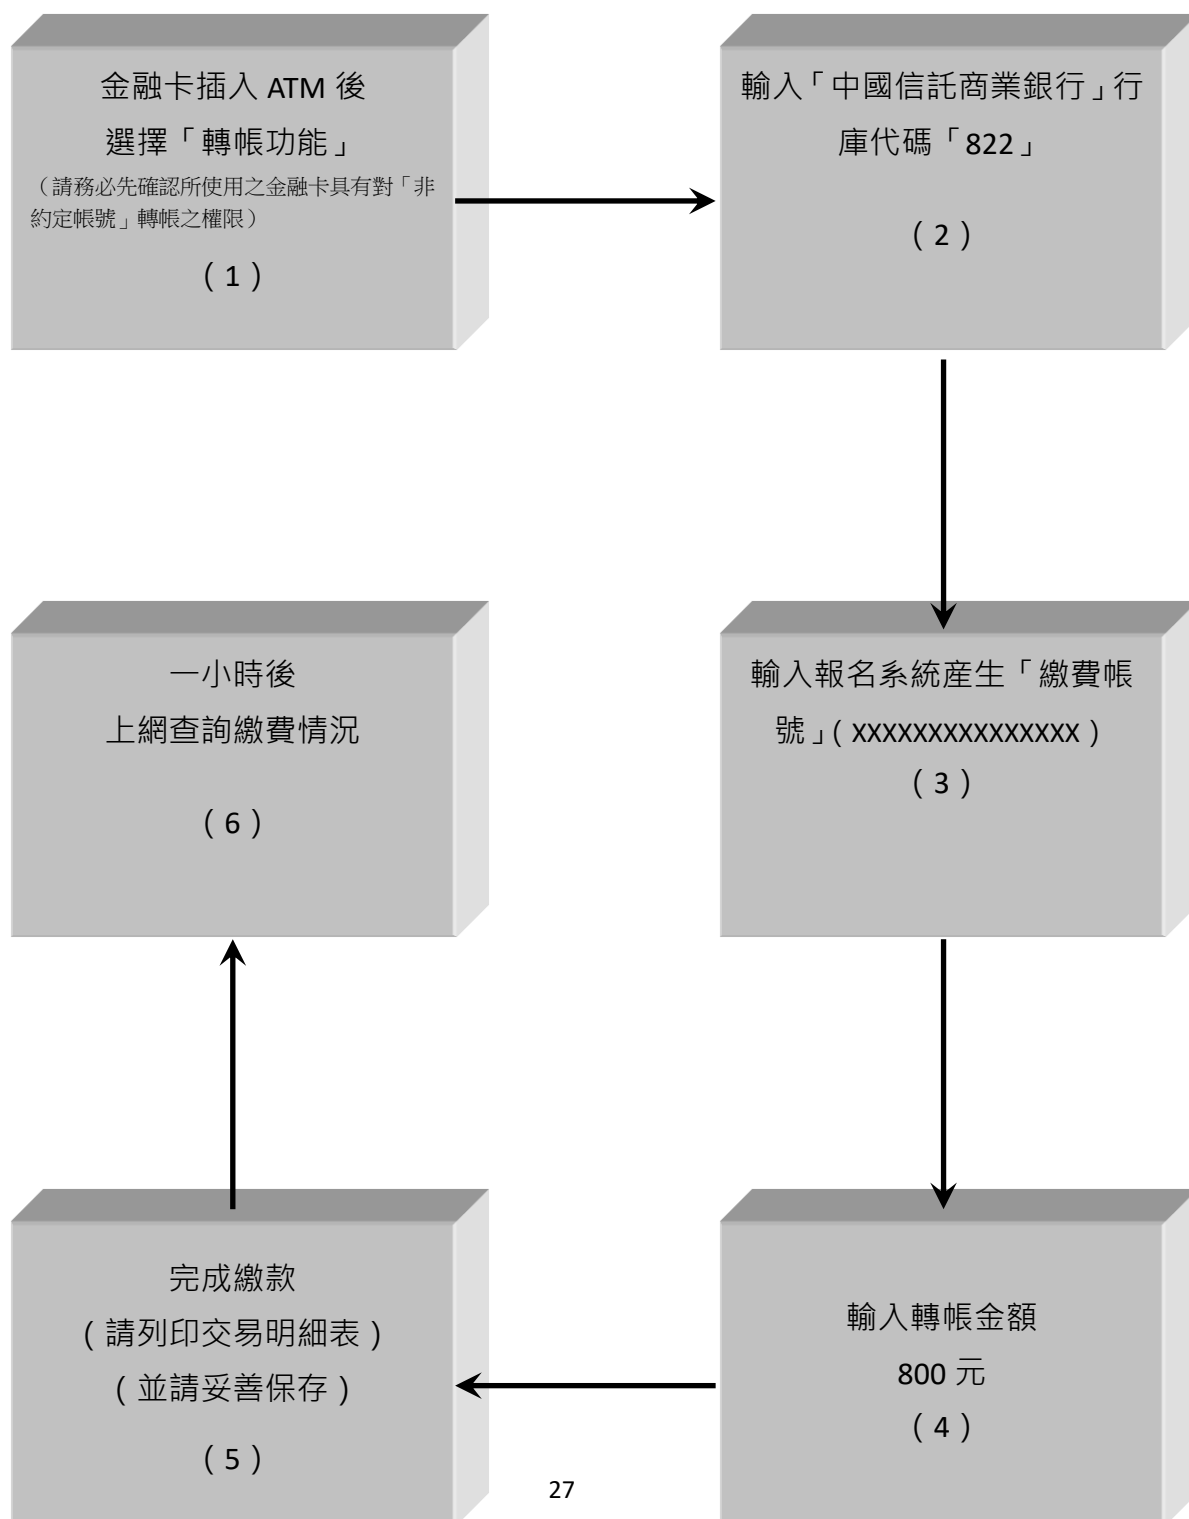 金融卡插入 ATM 後
選擇「轉帳功能」
（請務必先確認所使用之金融卡具有對「非
約定帳號」轉帳之權限）
（1）
輸入「中國信託商業銀行」行
庫代碼「822」
（2）
輸入報名系統産生「繳費帳
號」（xxxxxxxxxxxxxxx）
（3）
輸入轉帳金額
800 元
（4）
完成繳款
（請列印交易明細表）
（並請妥善保存）
（5）
一小時後
上網查詢繳費情況
（6）
27